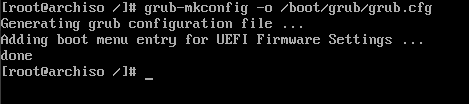 [root@archiso /]# grub-mkconfig -o /boot/grub/grub.cfg
Generating grub configuration file ...
Adding boot menu entry for UEFI Firmware Settings ...
done
[root@archiso /]# _